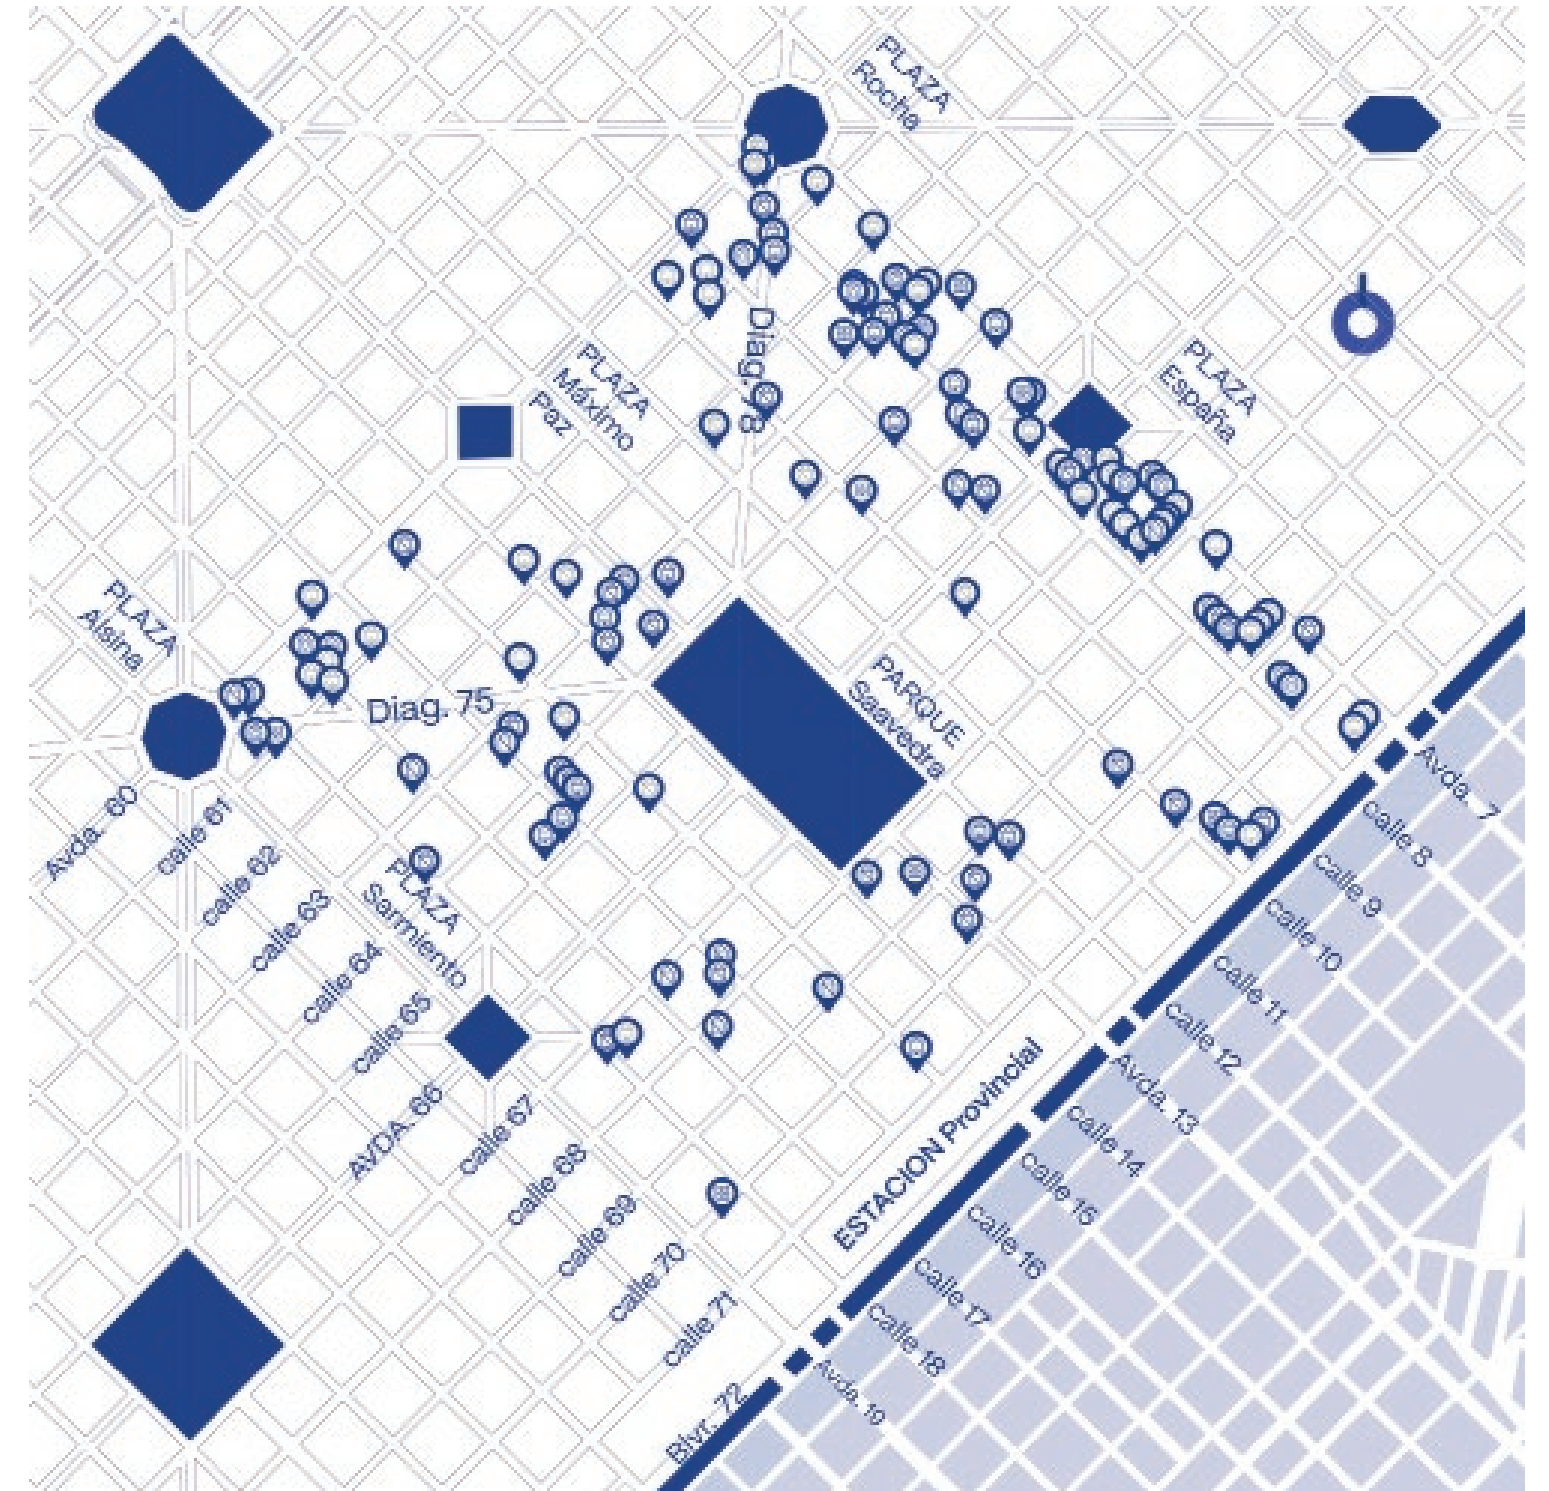 PLAZA
Rocha
Diag. 78
PLAZA
España
PLAZA
Máximo
Paz
PLAZA
Alsina
Diag. 75
PARQUE
Saavedra
PLAZA
Sarmiento
Avda. 60
calle 61
calle 62
calle 63
calle 64
calle 65
AVDA. 66
calle 67
calle 68
calle 69
calle 70
calle 71
Blvr. 72
ESTACION Provincial
Avda. 7
calle 8
calle 9
calle 10
calle 11
calle 12
Avda. 13
calle 14
calle 15
calle 16
calle 17
calle 18
Avda. 19